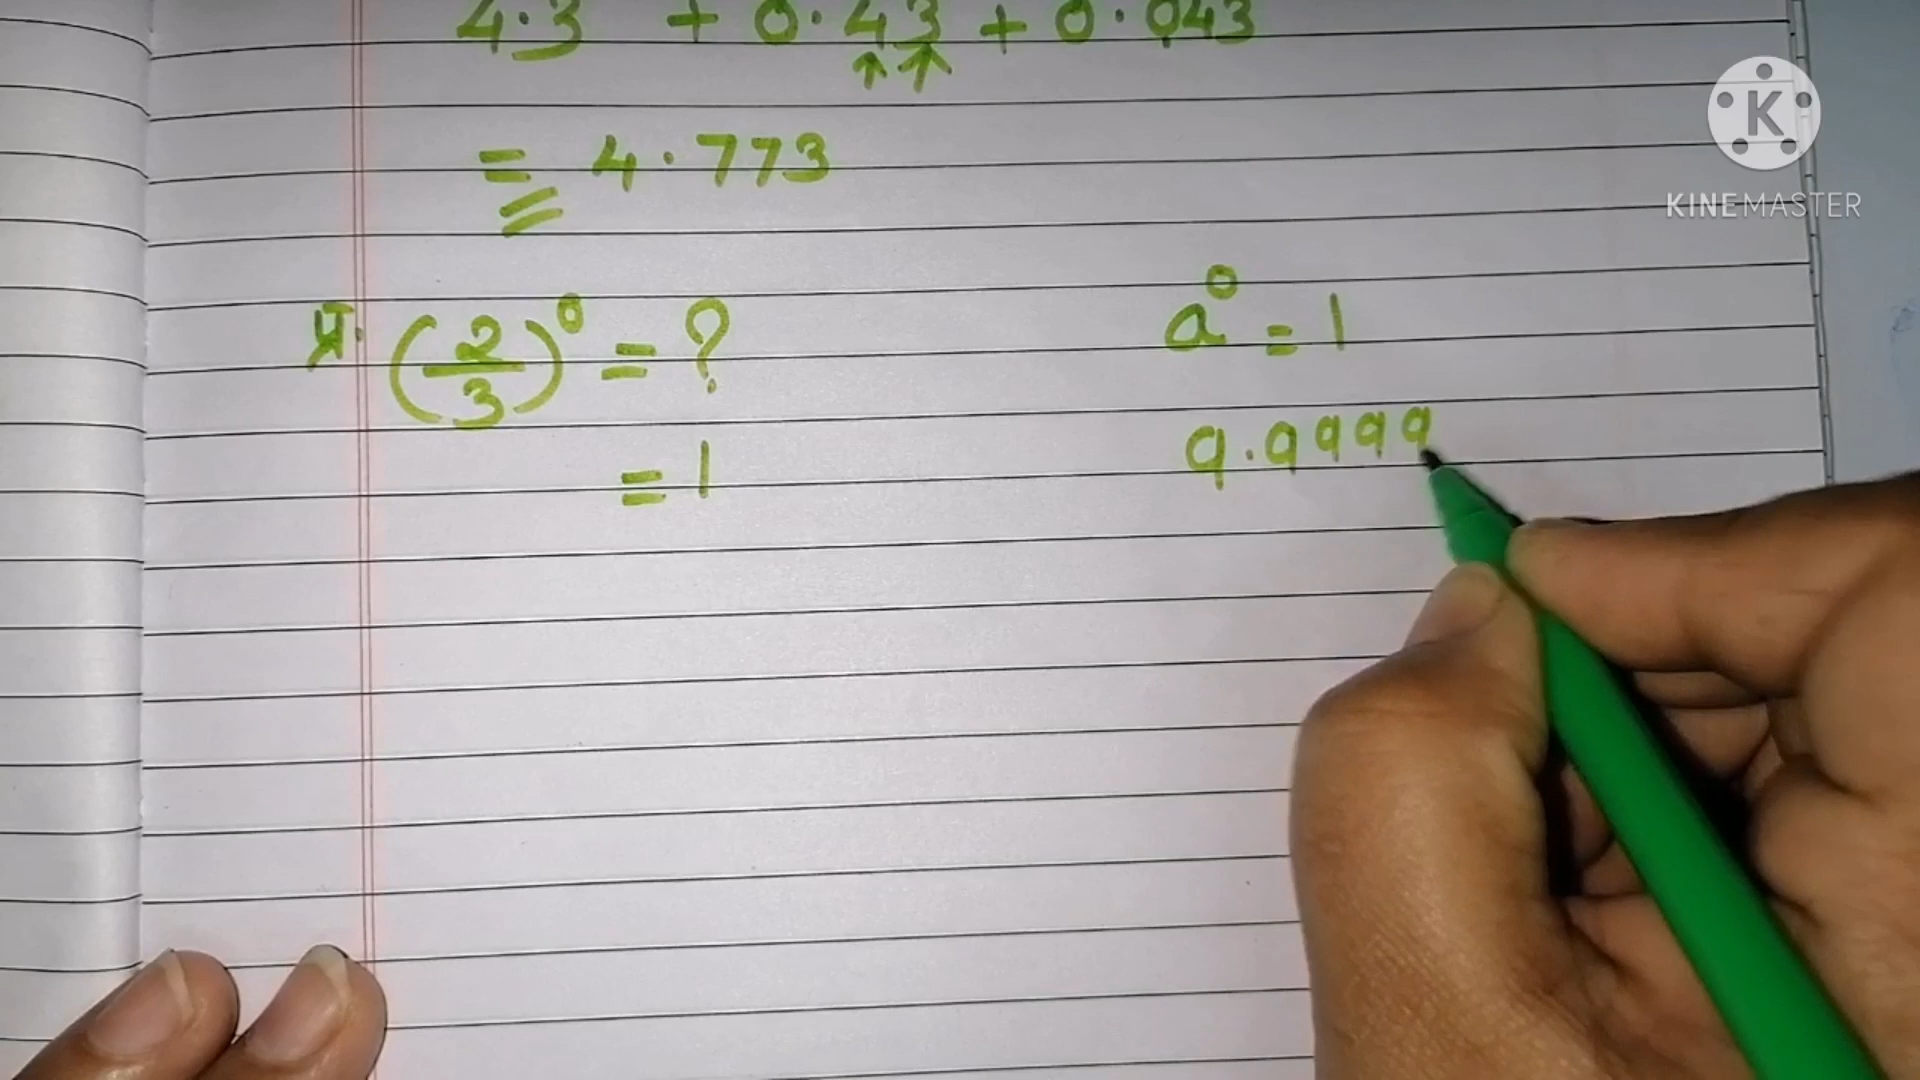 4.3 + 0.43 + 0.043
= 4.773
प्र. (2/3)⁰ = ?
= 1
a⁰ = 1
9.9999
K
KINEMASTER